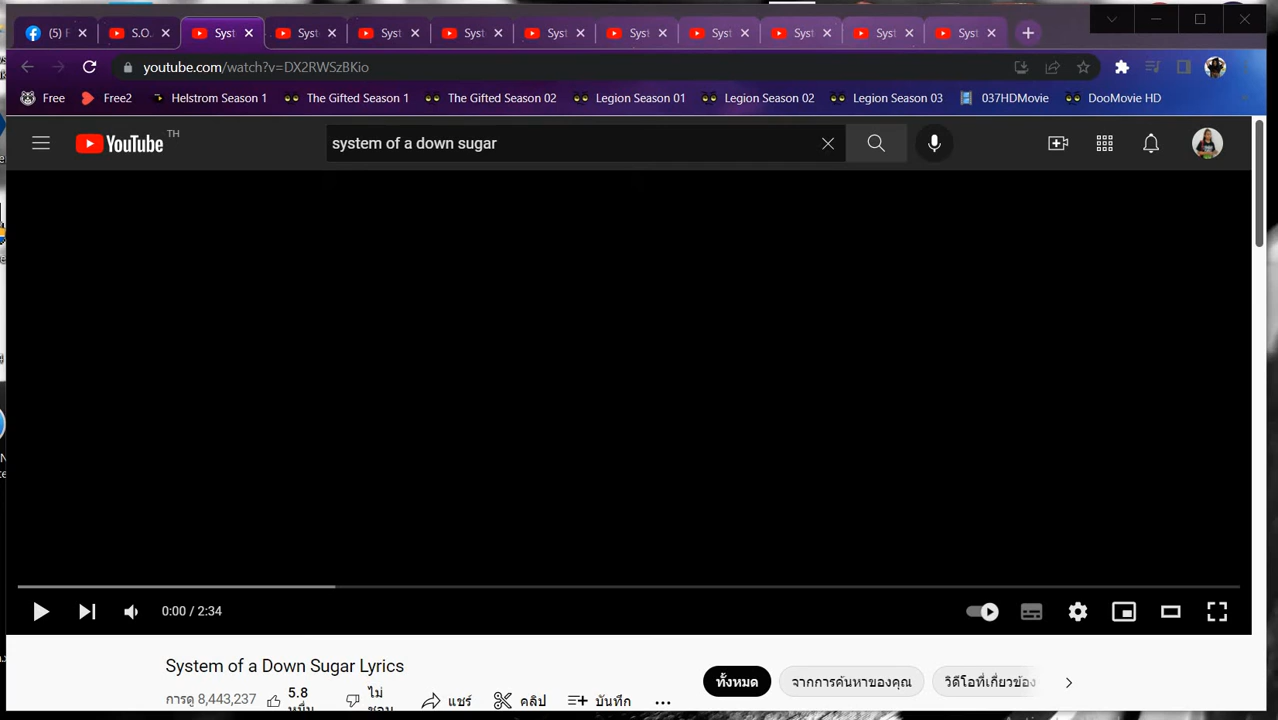 (5) F
S.O.
Syst
Syst
Syst
Syst
Syst
Syst
Syst
Syst
Syst
Syst
youtube.com/watch?v=DX2RWSzBKio
Free
Free2
Helstrom Season 1
The Gifted Season 1
The Gifted Season 02
Legion Season 01
Legion Season 02
Legion Season 03
037HDMovie
DooMovie HD
YouTube TH
system of a down sugar
0:00 / 2:34
System of a Down Sugar Lyrics
ทั้งหมด
จากการค้นหาของคุณ
วิดีโอที่เกี่ยวข้อง
การดู 8,443,237
5.8
หมื่น
ไม่
ชอบ
แชร์
คลิป
บันทึก